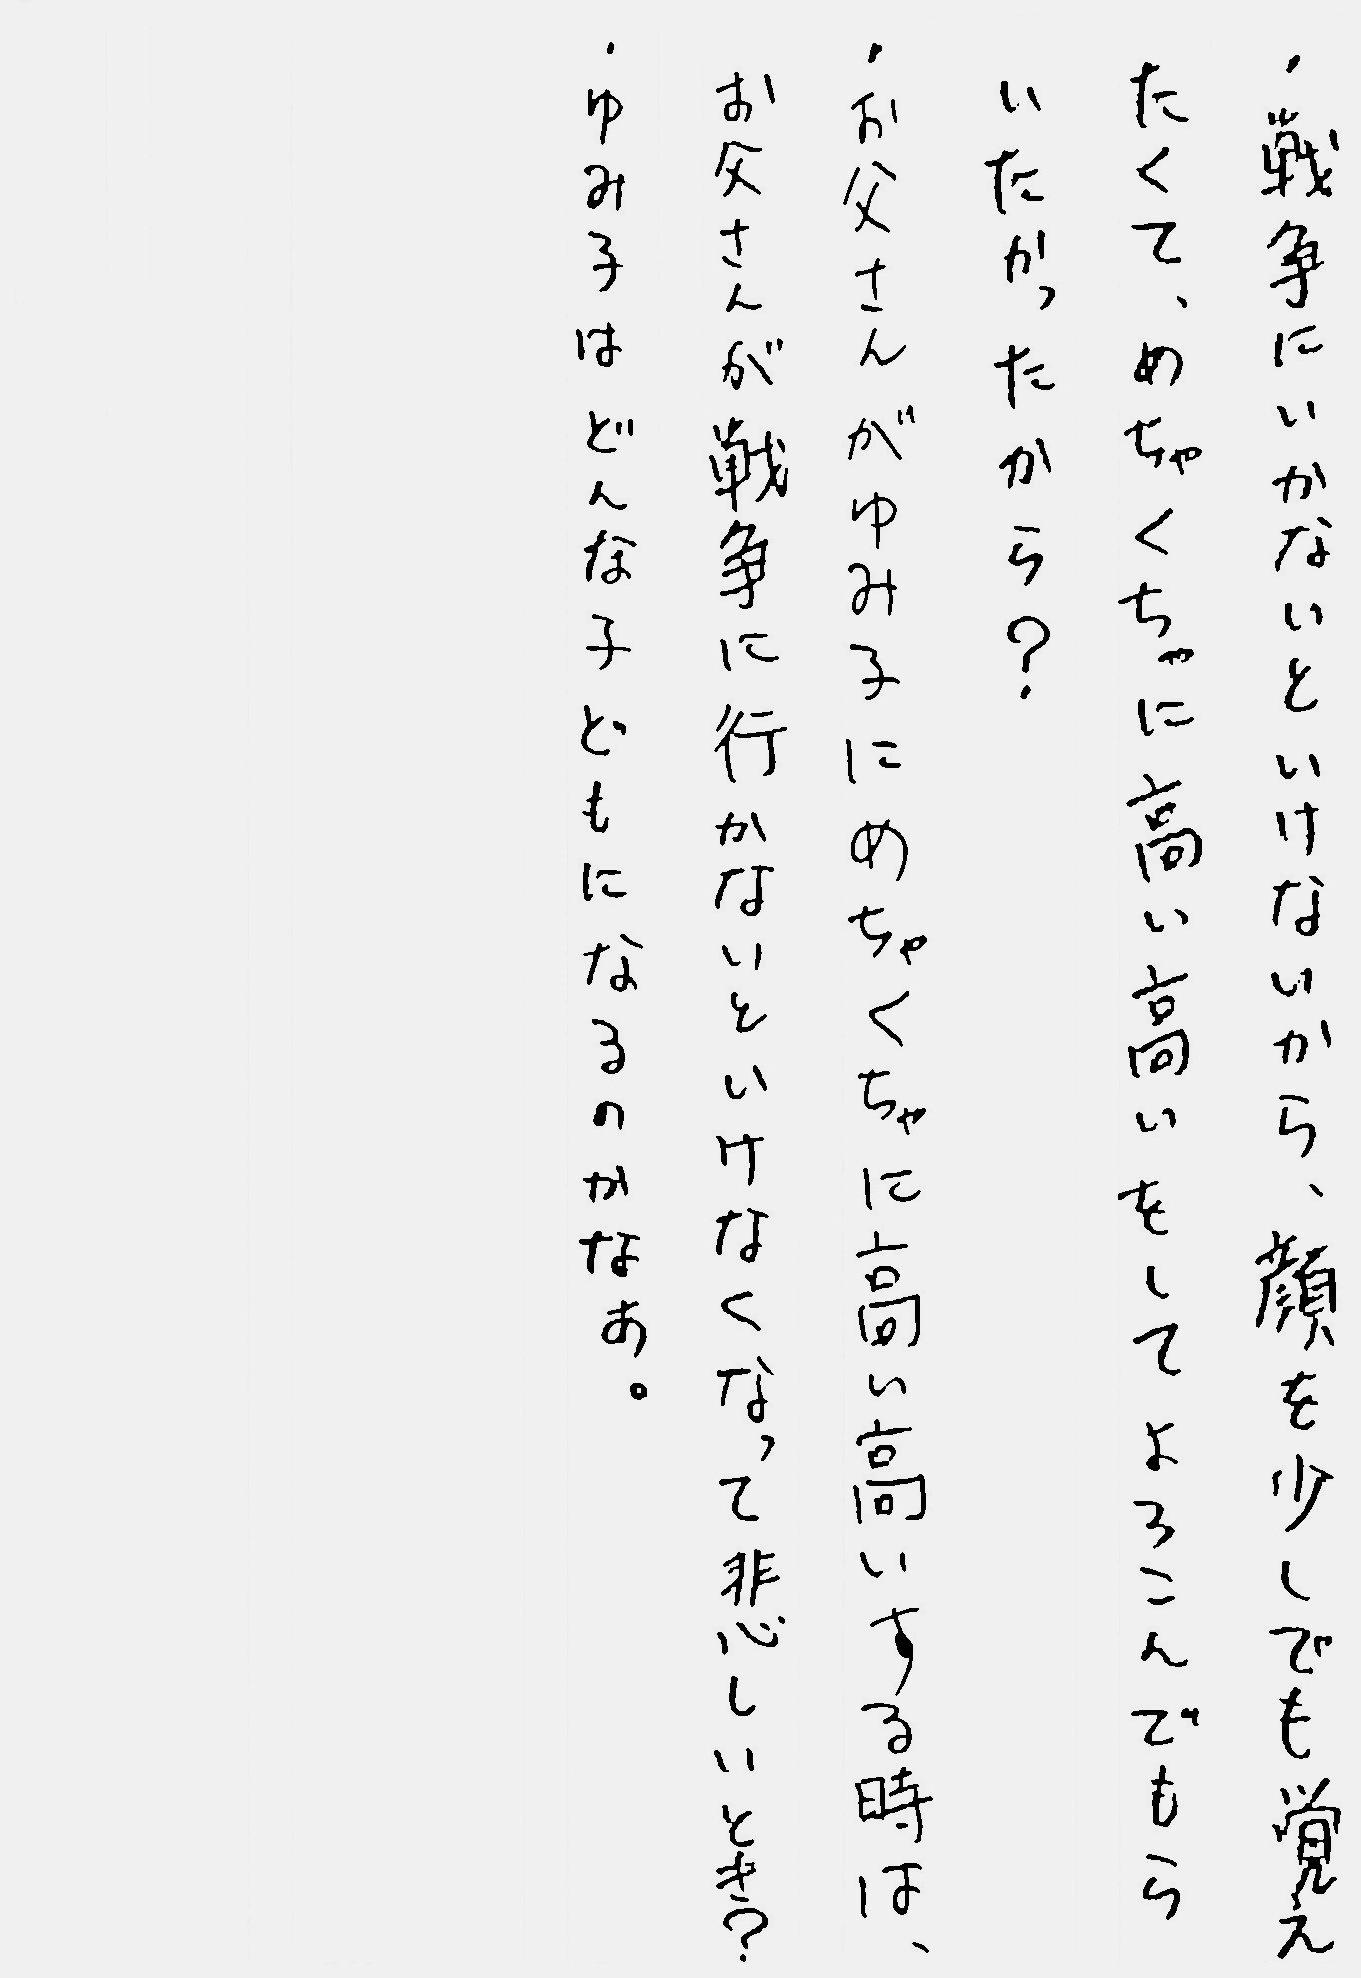 ・戦争にいかないといけないから、顔を少しでも覚え
たくて、めちゃくちゃに高い高いをしてよろこんでもら
いたかったから?
・お父さんがゆみ子にめちゃくちゃに高い高いする時は、
お父さんが戦争に行かないといけなくなって悲しいとき?
・ゆみ子はどんな子どもになるのかなあ。